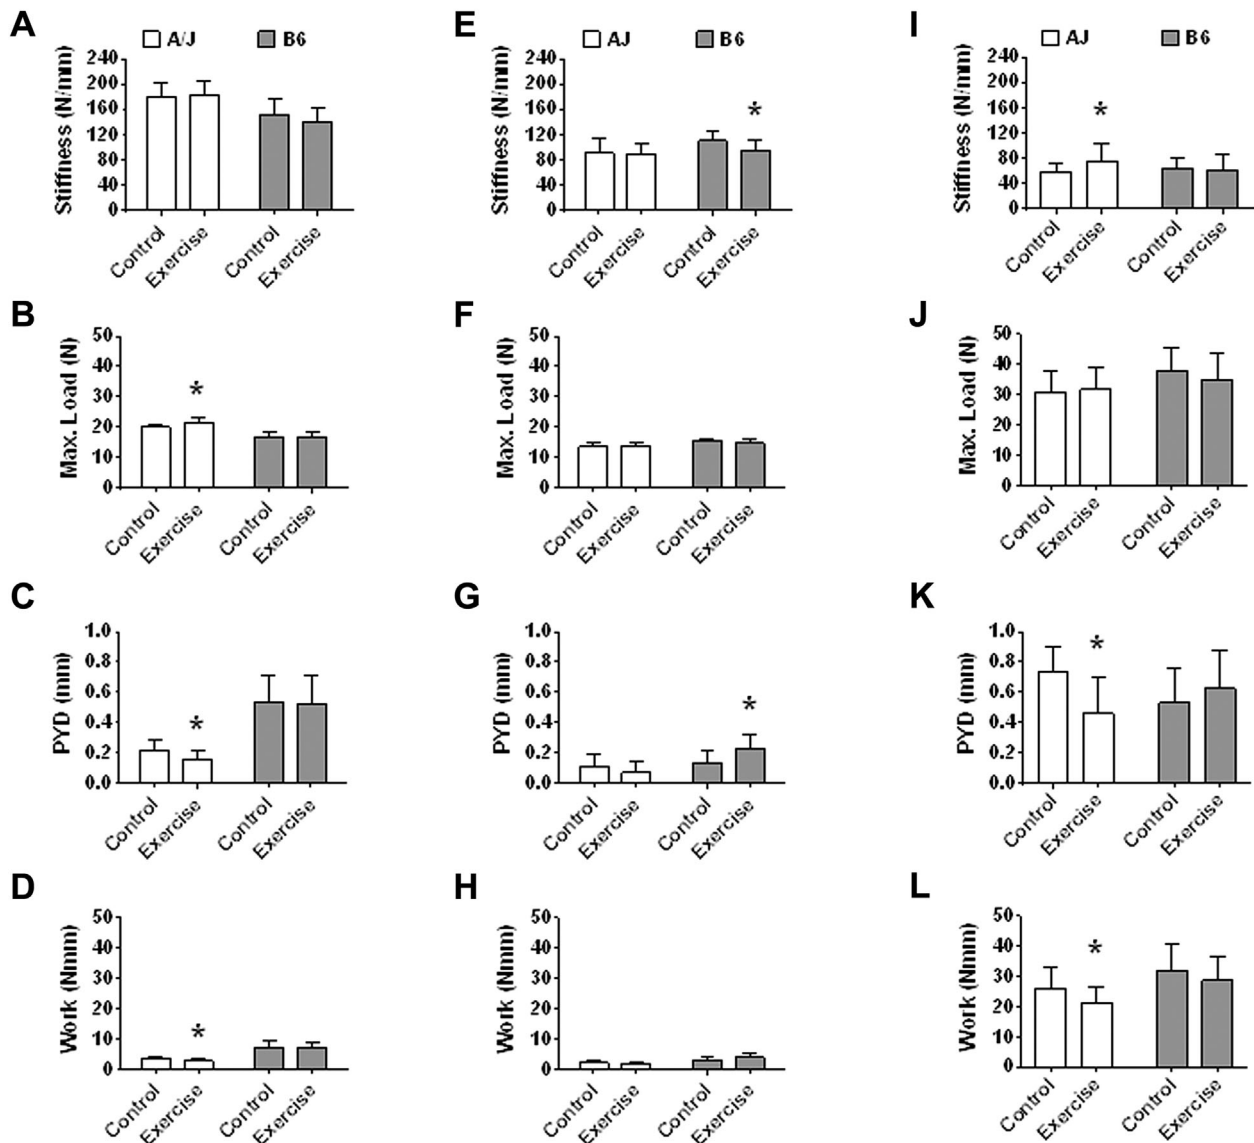 A
A/J B6
Stiffness (N/mm)
240
200
160
120
80
40
0
Control Exercise Control Exercise
E
AJ B6
Stiffness (N/mm)
240
200
160
120
80
40
0
*
Control Exercise Control Exercise
I
AJ B6
Stiffness (N/mm)
240
200
160
120
80
40
0
*
Control Exercise Control Exercise
B
Max. Load (N)
50
40
30
20
10
0
*
Control Exercise Control Exercise
F
Max. Load (N)
50
40
30
20
10
0
Control Exercise Control Exercise
J
Max. Load (N)
50
40
30
20
10
0
Control Exercise Control Exercise
C
PYD (mm)
1.0
0.8
0.6
0.4
0.2
0.0
*
Control Exercise Control Exercise
G
PYD (mm)
1.0
0.8
0.6
0.4
0.2
0.0
*
Control Exercise Control Exercise
K
PYD (mm)
1.0
0.8
0.6
0.4
0.2
0.0
*
Control Exercise Control Exercise
D
Work (Nmm)
50
40
30
20
10
0
*
Control Exercise Control Exercise
H
Work (Nmm)
50
40
30
20
10
0
Control Exercise Control Exercise
L
Work (Nmm)
50
40
30
20
10
0
*
Control Exercise Control Exercise